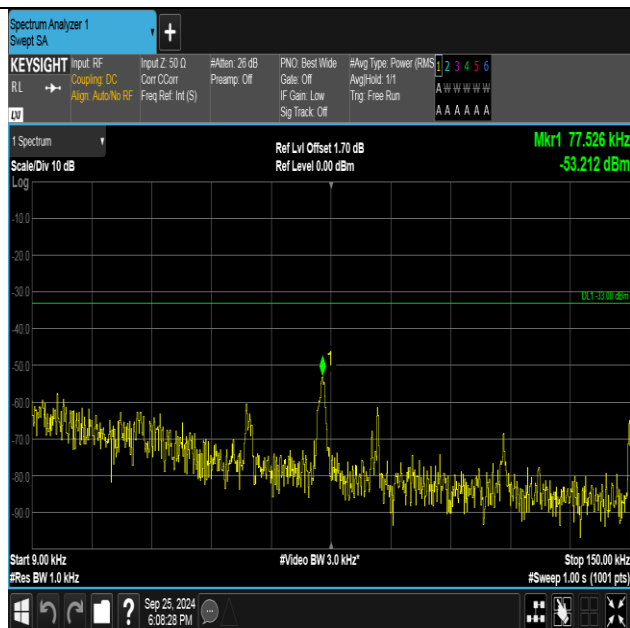 Spectrum Analyzer 1
Swept SA
+
KEYSIGHT
RL
LXI
Input: RF
Coupling: DC
Align: Auto/No RF
Input Z: 50 Ω
Corr CCorr
Freq Ref: Int (S)
#Atten: 26 dB
Preamp: Off
PNO: Best Wide
Gate: Off
IF Gain: Low
Sig Track: Off
#Avg Type: Power (RMS
Avg|Hold: 1/1
Trig: Free Run
1 2 3 4 5 6
A W W W W W
A A A A A A
1 Spectrum
Scale/Div 10 dB
Ref Lvl Offset 1.70 dB
Ref Level 0.00 dBm
Mkr1 77.526 kHz
-53.212 dBm
Log
-10.0
-20.0
-30.0
DL1 -33.00 dBm
-40.0
-50.0
1
-60.0
-70.0
-80.0
-90.0
Start 9.00 kHz
#Video BW 3.0 kHz*
Stop 150.00 kHz
#Res BW 1.0 kHz
#Sweep 1.00 s (1001 pts)
?
Sep 25, 2024
6:08:28 PM